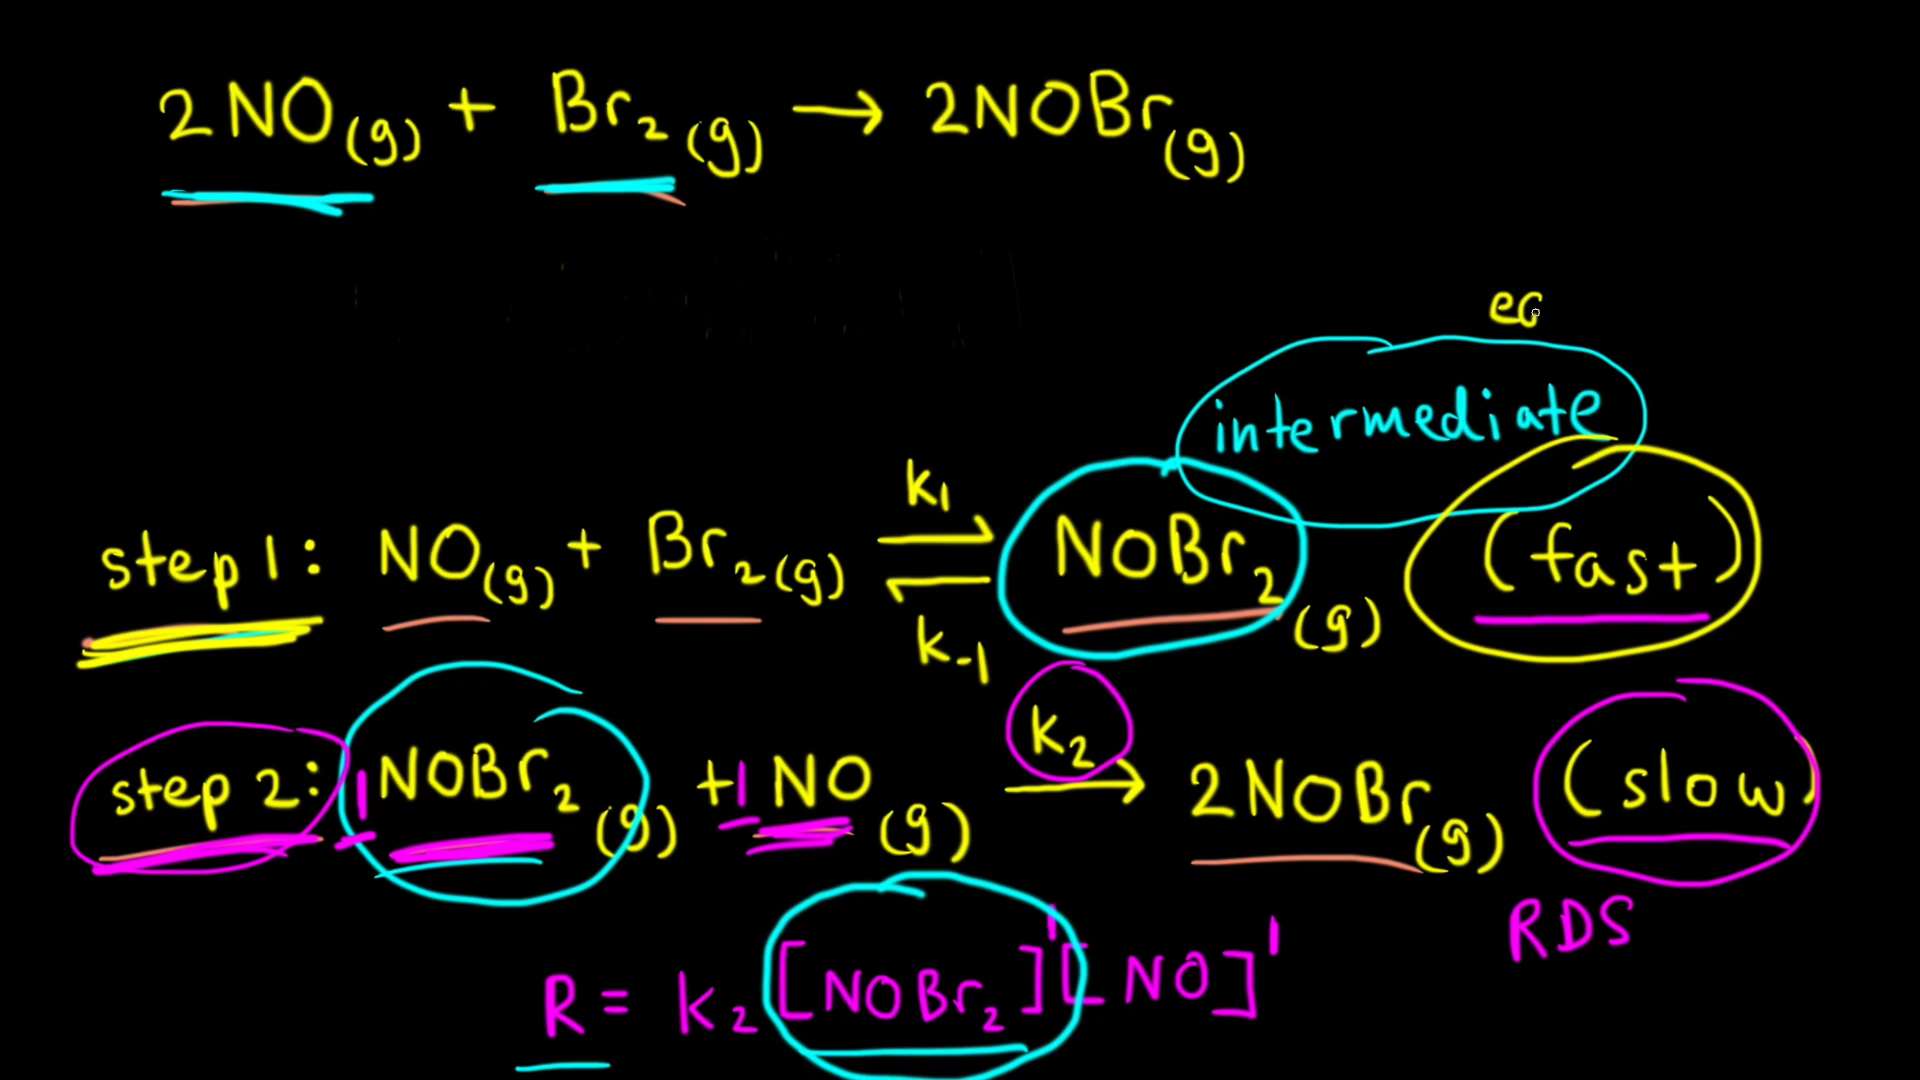 2NO(g) + Br₂(g) → 2NOBr(g)
intermediate
k₁
step 1: NO(g) + Br₂(g) ⇌ NOBr₂(g) (fast)
k₋₁
k₂
step 2: 1NOBr₂(g) + 1NO(g) → 2NOBr(g) (slow)
RDS
R = k₂[NOBr₂]¹[NO]¹